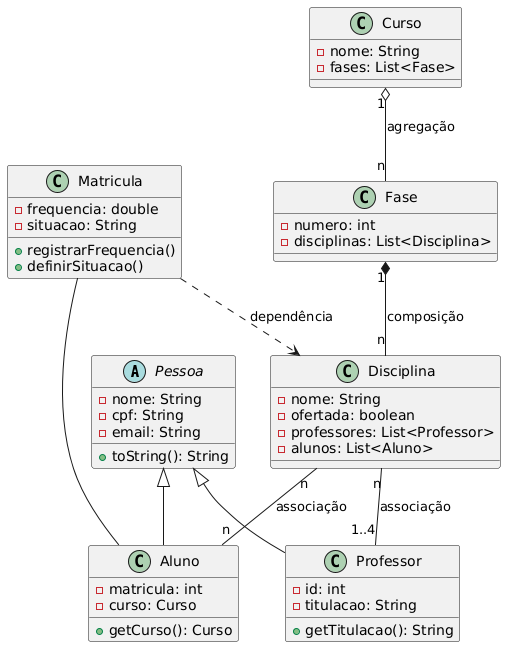 C Curso
nome: String
fases: List<Fase>
1
agregação
n
C Matricula
frequencia: double
situacao: String
registrarFrequencia()
definirSituacao()
C Fase
numero: int
disciplinas: List<Disciplina>
1
dependência
composição
n
A Pessoa
nome: String
cpf: String
email: String
toString(): String
C Disciplina
nome: String
ofertada: boolean
professores: List<Professor>
alunos: List<Aluno>
n
n
associação
associação
n
1..4
C Aluno
matricula: int
curso: Curso
getCurso(): Curso
C Professor
id: int
titulacao: String
getTitulacao(): String